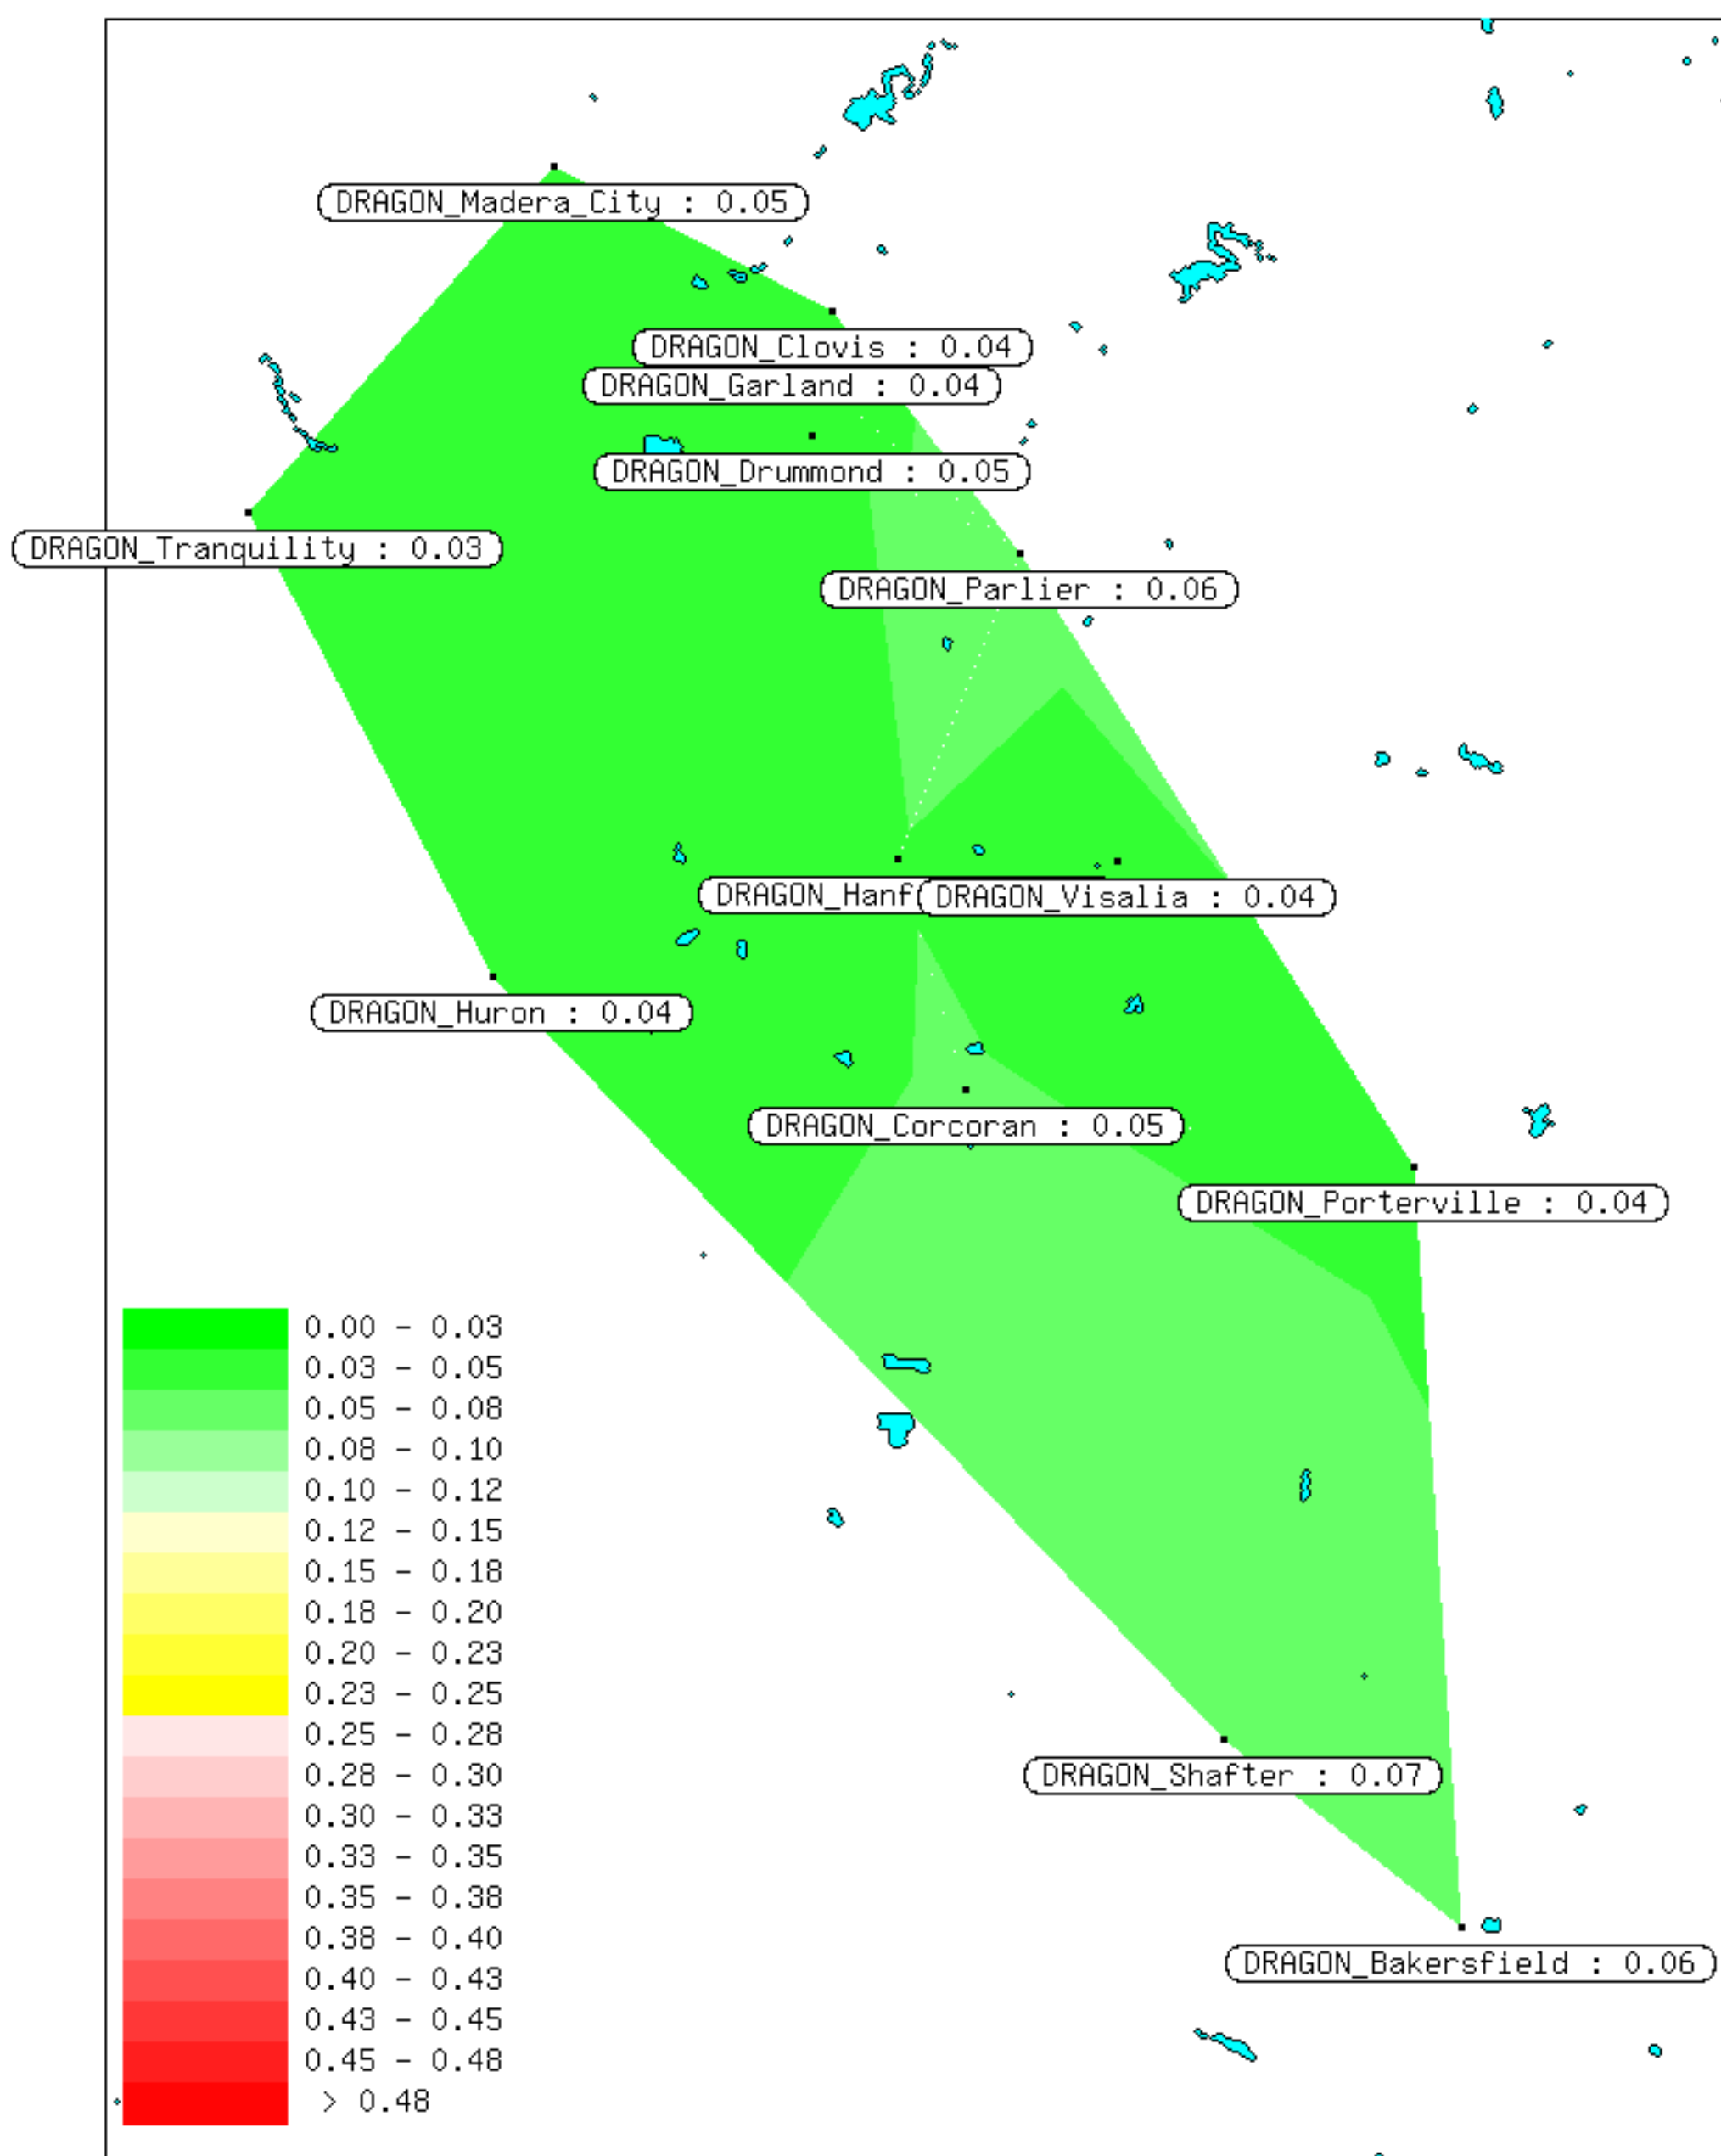 DRAGON_Madera_City : 0.05
DRAGON_Clovis : 0.04
DRAGON_Garland : 0.04
DRAGON_Drummond : 0.05
DRAGON_Tranquility : 0.03
DRAGON_Parlier : 0.06
DRAGON_Hanf
DRAGON_Visalia : 0.04
DRAGON_Huron : 0.04
DRAGON_Corcoran : 0.05
DRAGON_Porterville : 0.04
0.00 - 0.03
0.03 - 0.05
0.05 - 0.08
0.08 - 0.10
0.10 - 0.12
0.12 - 0.15
0.15 - 0.18
0.18 - 0.20
0.20 - 0.23
0.23 - 0.25
0.25 - 0.28
0.28 - 0.30
0.30 - 0.33
0.33 - 0.35
0.35 - 0.38
0.38 - 0.40
0.40 - 0.43
0.43 - 0.45
0.45 - 0.48
> 0.48
DRAGON_Shafter : 0.07
DRAGON_Bakersfield : 0.06